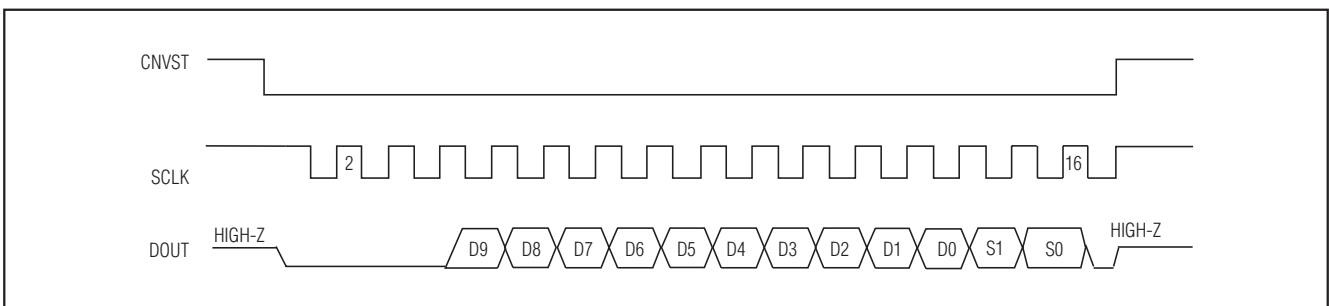 CNVST
SCLK 2 16
DOUT HIGH-Z D9 D8 D7 D6 D5 D4 D3 D2 D1 D0 S1 S0 HIGH-Z